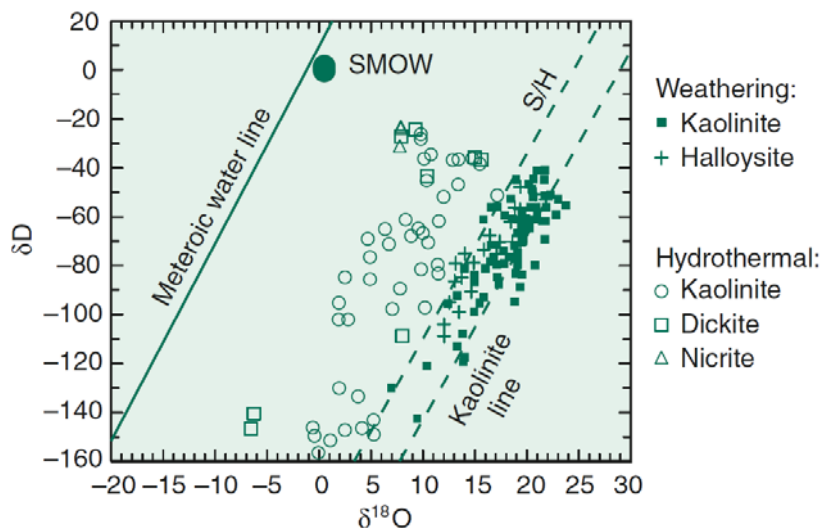 20
0
−20
−40
−60
−80
−100
−120
−140
−160
δD
−20
−15
−10
−5
0
5
10
15
20
25
30
δ¹⁸O
SMOW
Meteroic water line
S/H
Kaolinite
line
Weathering:
Kaolinite
Halloysite
Hydrothermal:
Kaolinite
Dickite
Nicrite